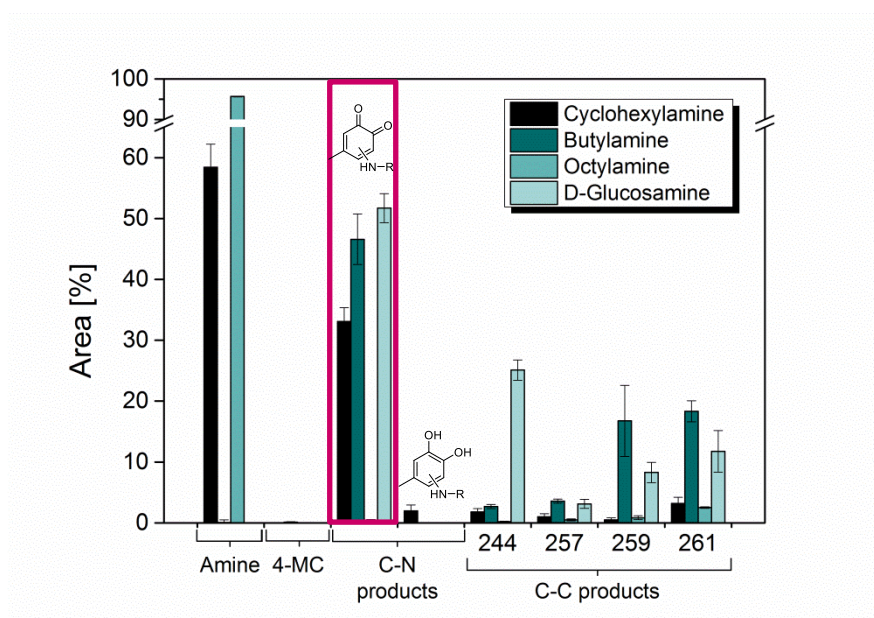 100
90
60
50
40
30
20
10
0
Area [%]
Cyclohexylamine
Butylamine
Octylamine
D-Glucosamine
O
O
HN-R
OH
OH
HN-R
244 257 259 261
Amine 4-MC C-N
products
C-C products